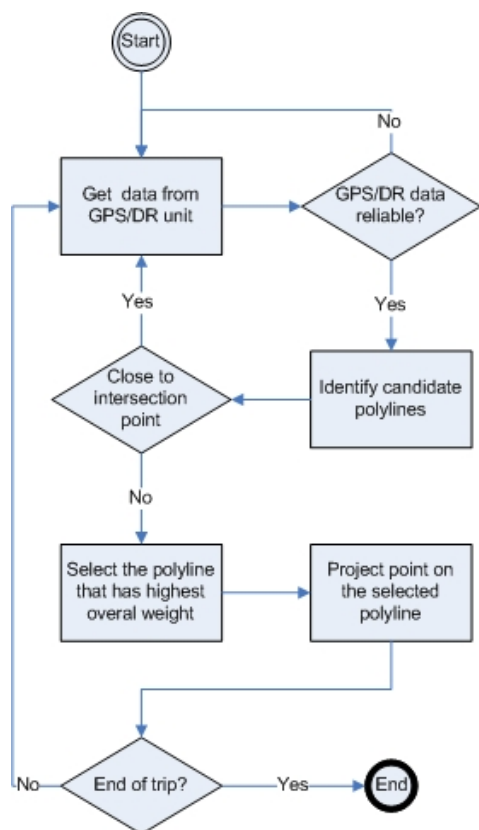 Start
No
Get data from
GPS/DR unit
GPS/DR data
reliable?
Yes
Yes
Close to
intersection
point
Identify candidate
polylines
No
Select the polyline
that has highest
overal weight
Project point on
the selected
polyline
No
End of trip?
Yes
End